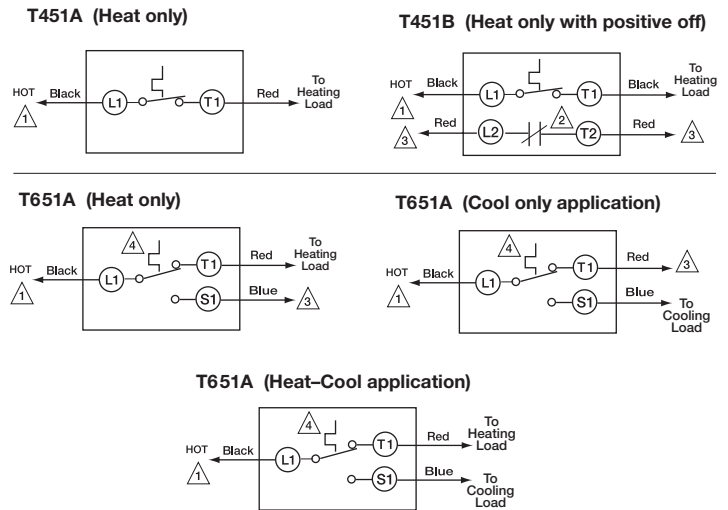 T451A (Heat only)
HOT
1
Black
L1
T1
Red
To
Heating
Load
T451B (Heat only with positive off)
HOT
1
Black
L1
T1
Black
To
Heating
Load
3
Red
L2
2
T2
Red
3
T651A (Heat only)
HOT
1
Black
4
L1
T1
Red
To
Heating
Load
S1
Blue
3
T651A (Cool only application)
HOT
1
Black
4
L1
T1
Red
3
S1
Blue
To
Cooling
Load
T651A (Heat–Cool application)
HOT
1
Black
4
L1
T1
Red
To
Heating
Load
S1
Blue
To
Cooling
Load